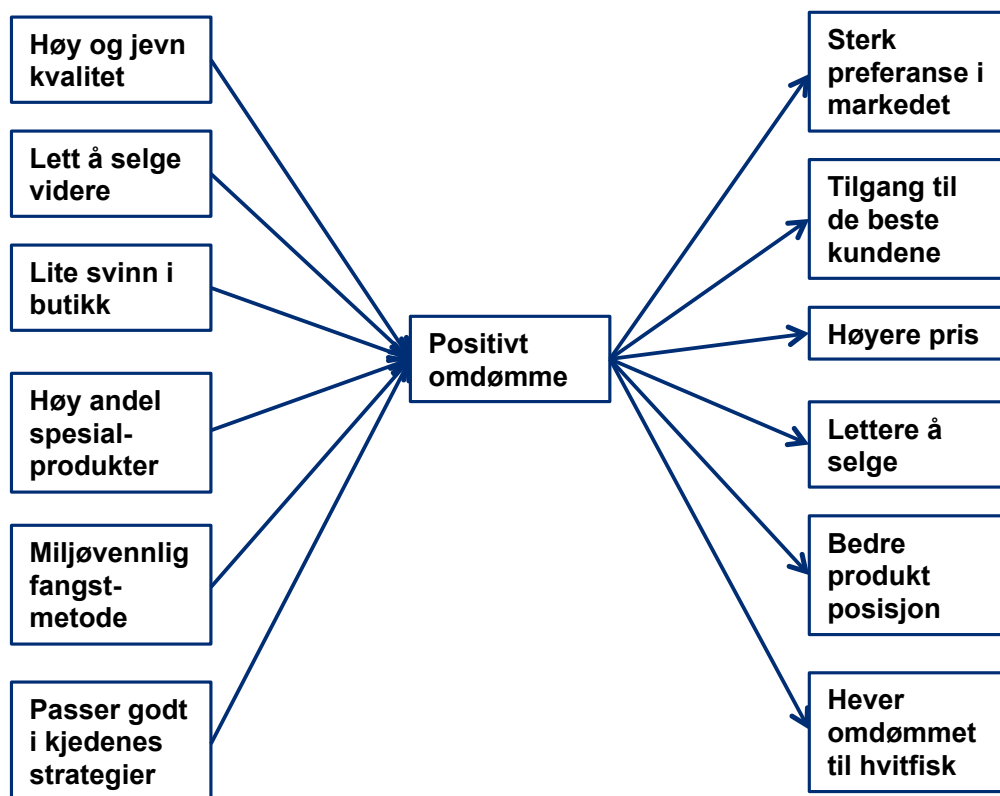 Høy og jevn
kvalitet
Lett å selge
videre
Lite svinn i
butikk
Høy andel
spesial-
produkter
Miljøvennlig
fangst-
metode
Passer godt
i kjedenes
strategier
Positivt
omdømme
Sterk
preferanse i
markedet
Tilgang til
de beste
kundene
Høyere pris
Lettere å
selge
Bedre
produkt
posisjon
Hever
omdømmet
til hvitfisk